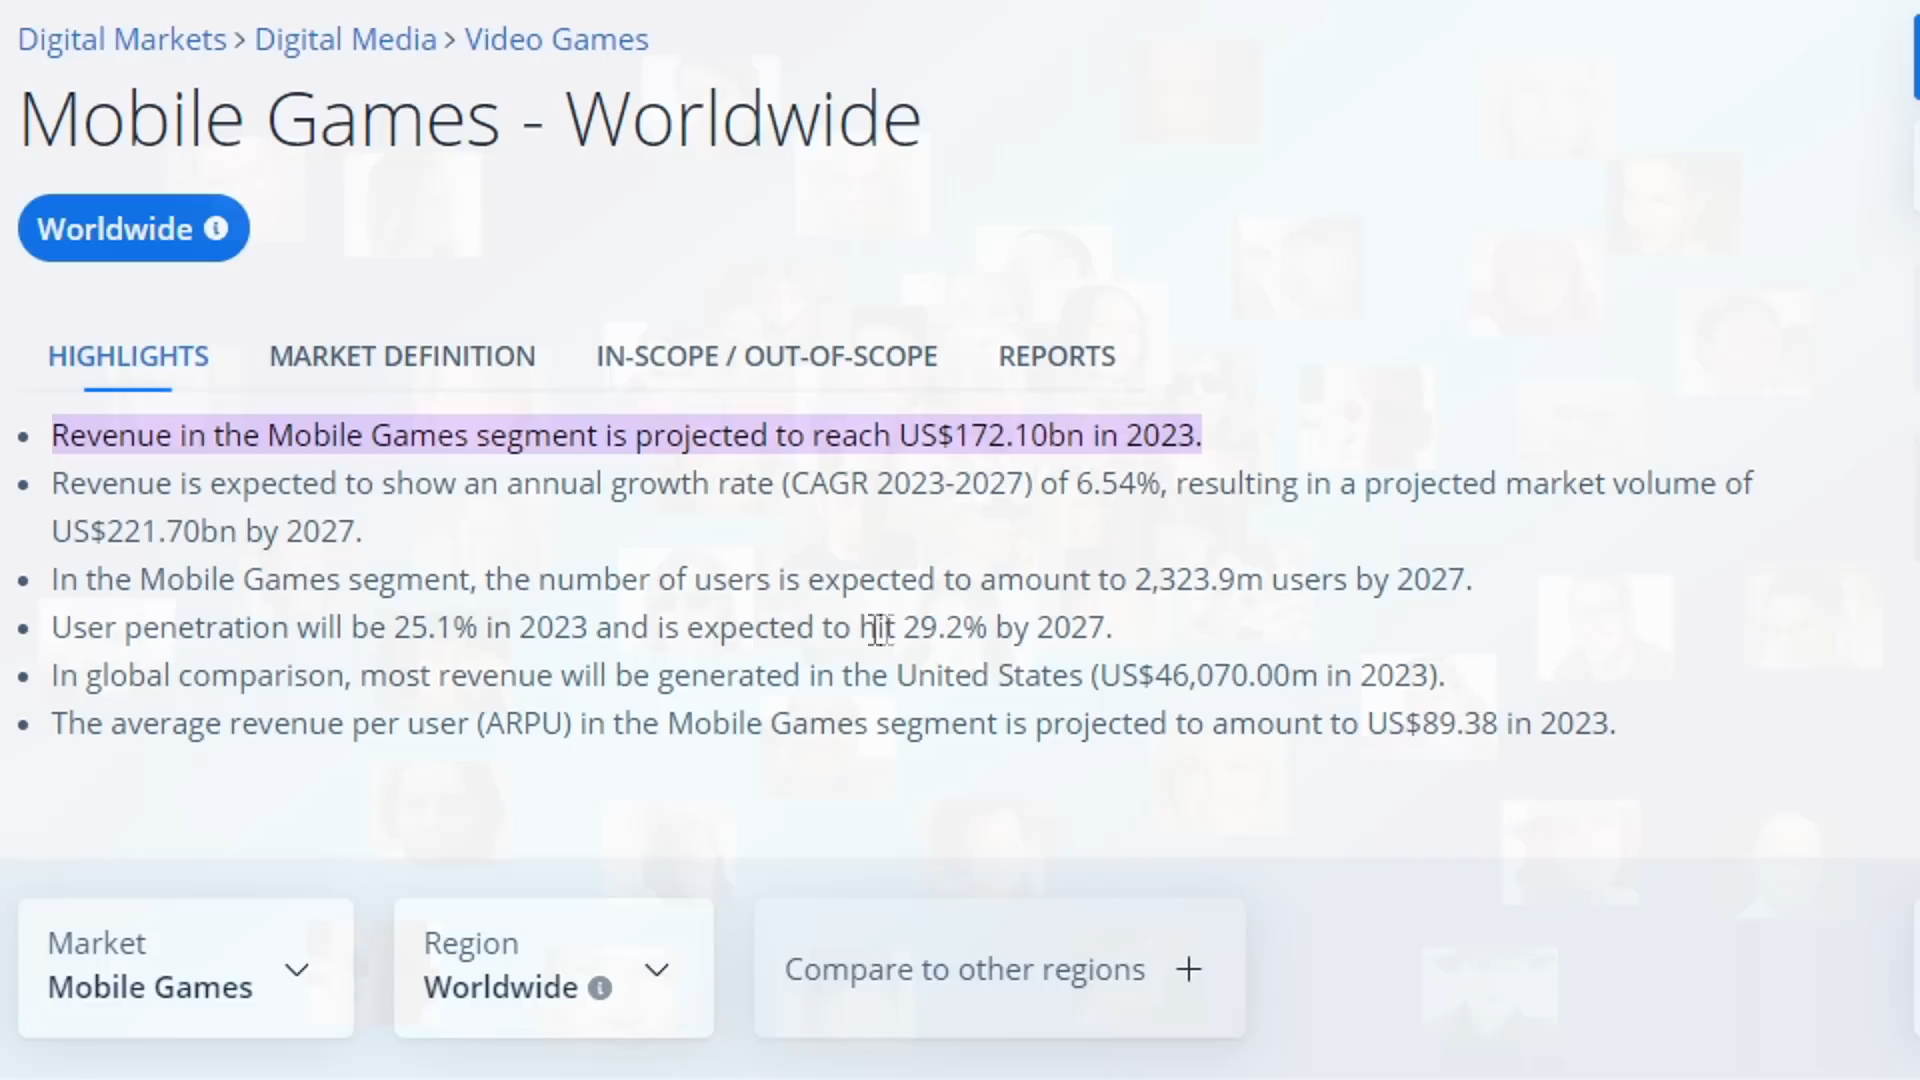 Digital Markets > Digital Media > Video Games
Mobile Games - Worldwide
Worldwide
HIGHLIGHTS MARKET DEFINITION IN-SCOPE / OUT-OF-SCOPE REPORTS
• Revenue in the Mobile Games segment is projected to reach US$172.10bn in 2023.
• Revenue is expected to show an annual growth rate (CAGR 2023-2027) of 6.54%, resulting in a projected market volume of
US$221.70bn by 2027.
• In the Mobile Games segment, the number of users is expected to amount to 2,323.9m users by 2027.
• User penetration will be 25.1% in 2023 and is expected to hit 29.2% by 2027.
• In global comparison, most revenue will be generated in the United States (US$46,070.00m in 2023).
• The average revenue per user (ARPU) in the Mobile Games segment is projected to amount to US$89.38 in 2023.
Market
Mobile Games
Region
Worldwide
Compare to other regions +